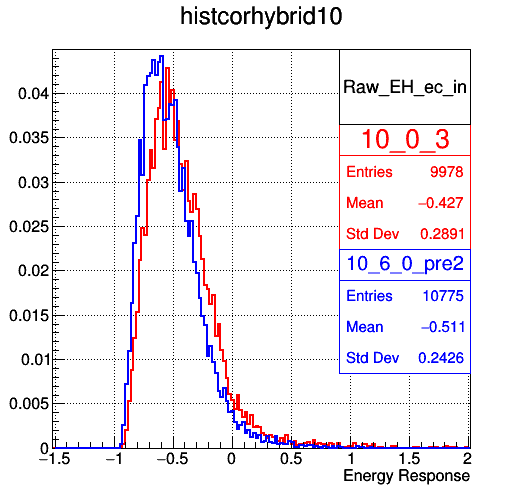 histcorhybrid10
Raw_EH_ec_in
10_0_3
Entries 9978
Mean −0.427
Std Dev 0.2891
10_6_0_pre2
Entries 10775
Mean −0.511
Std Dev 0.2426
0.04
0.035
0.03
0.025
0.02
0.015
0.01
0.005
0
−1.5 −1 −0.5 0 0.5 1 1.5 2
Energy Response